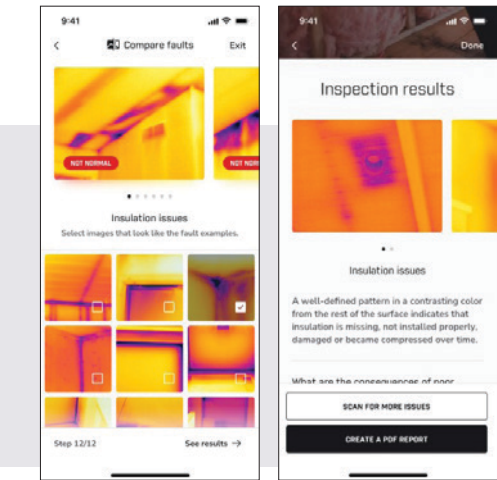 9:41
Compare faults
Exit
NOT NORMAL
NOT NOR
Insulation issues
Select images that look like the fault examples.
Step 12/12
See results →
9:41
Done
Inspection results
Insulation issues
A well-defined pattern in a contrasting color
from the rest of the surface indicates that
insulation is missing, not installed properly,
damaged or became compressed over time.
What are the consequences of poor
SCAN FOR MORE ISSUES
CREATE A PDF REPORT